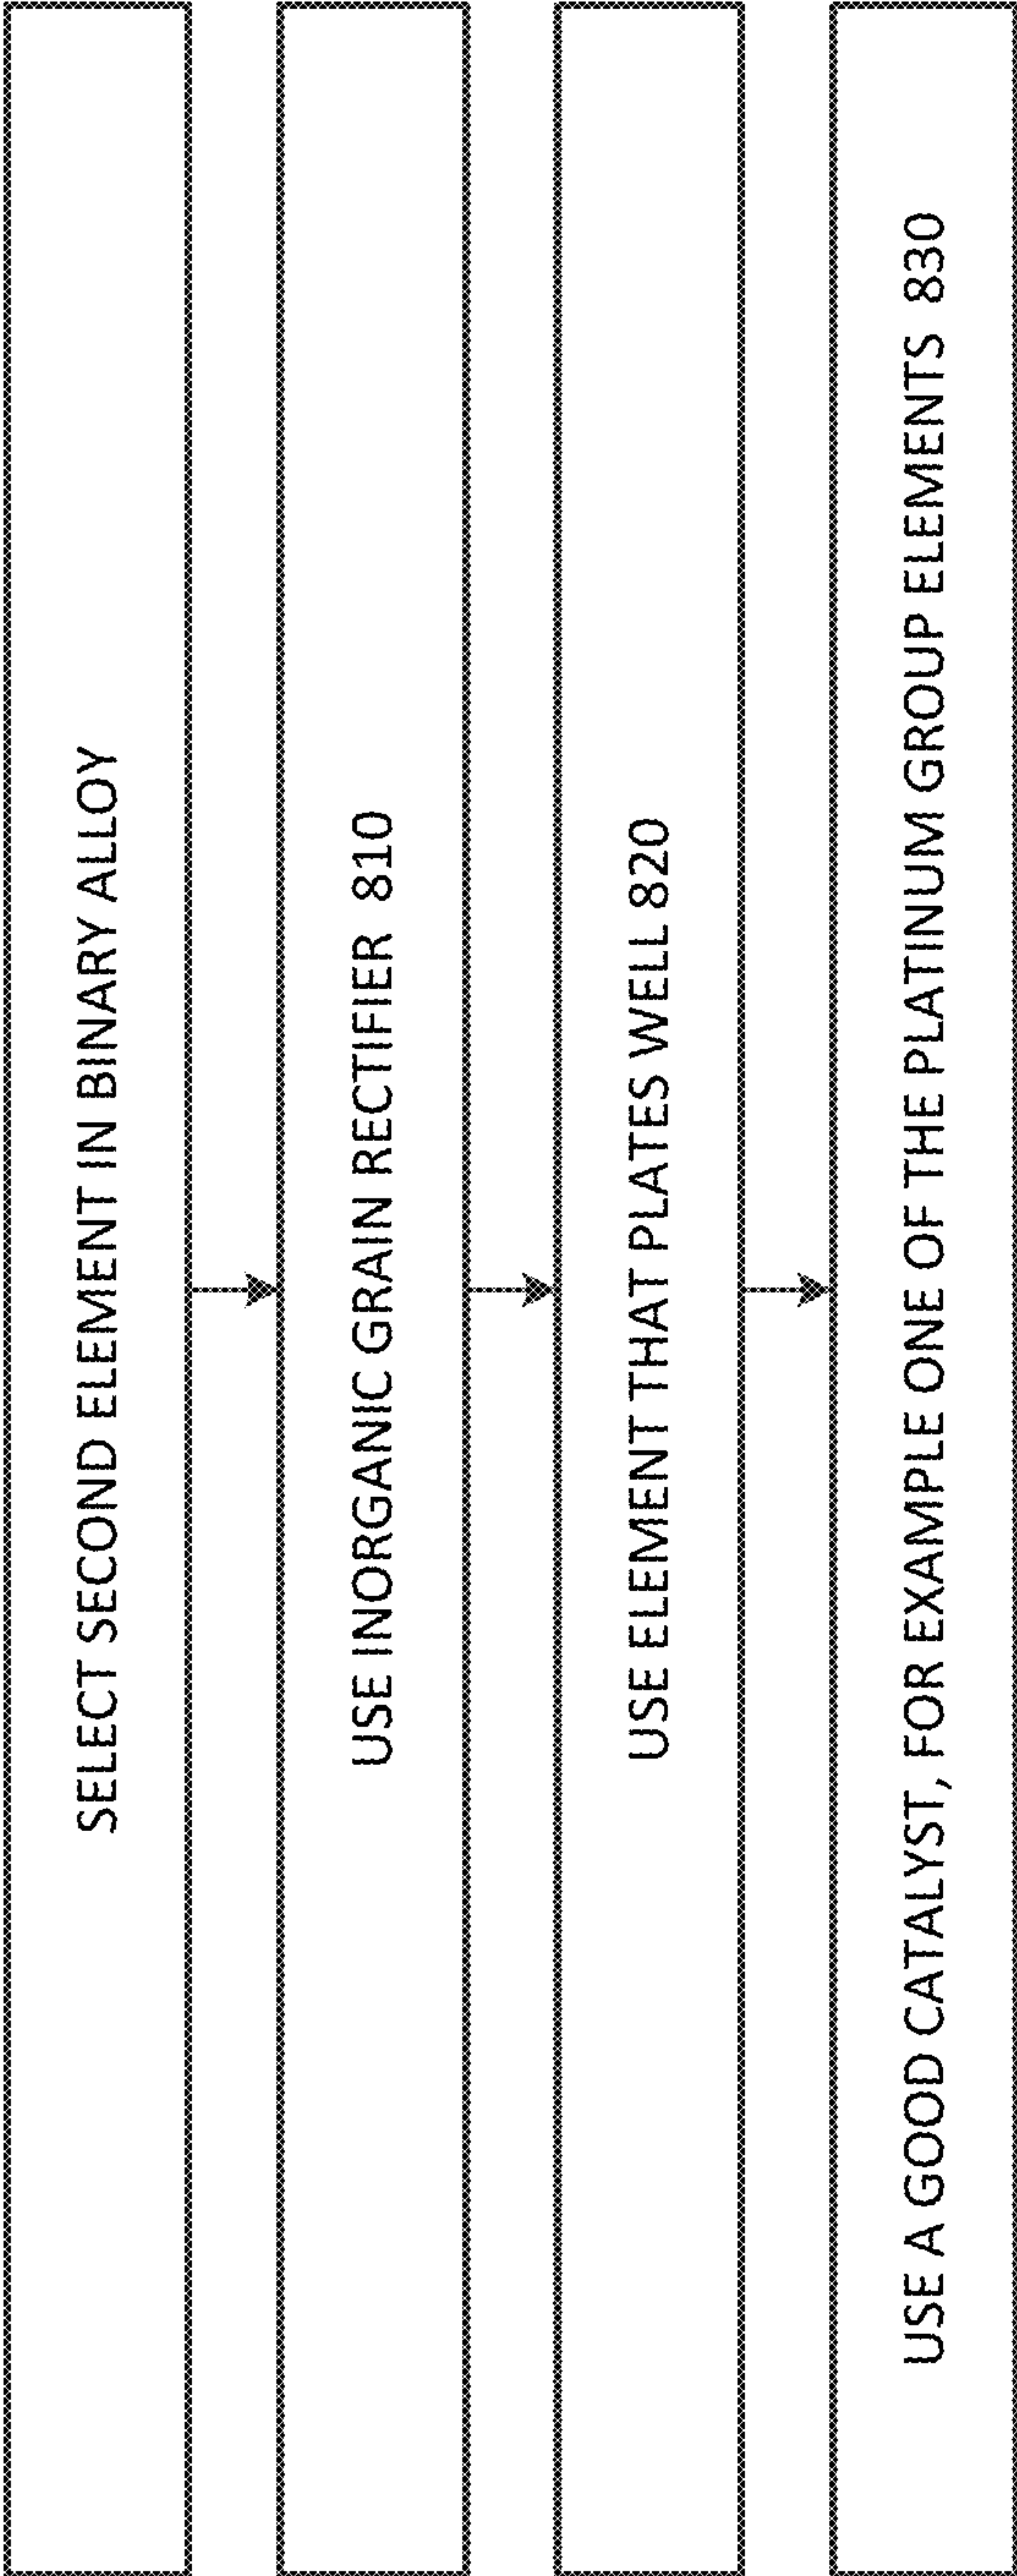 SELECT SECOND ELEMENT IN BINARY ALLOY
USE INORGANIC GRAIN RECTIFIER 810
USE ELEMENT THAT PLATES WELL 820
USE A GOOD CATALYST, FOR EXAMPLE ONE OF THE PLATINUM GROUP ELEMENTS 830